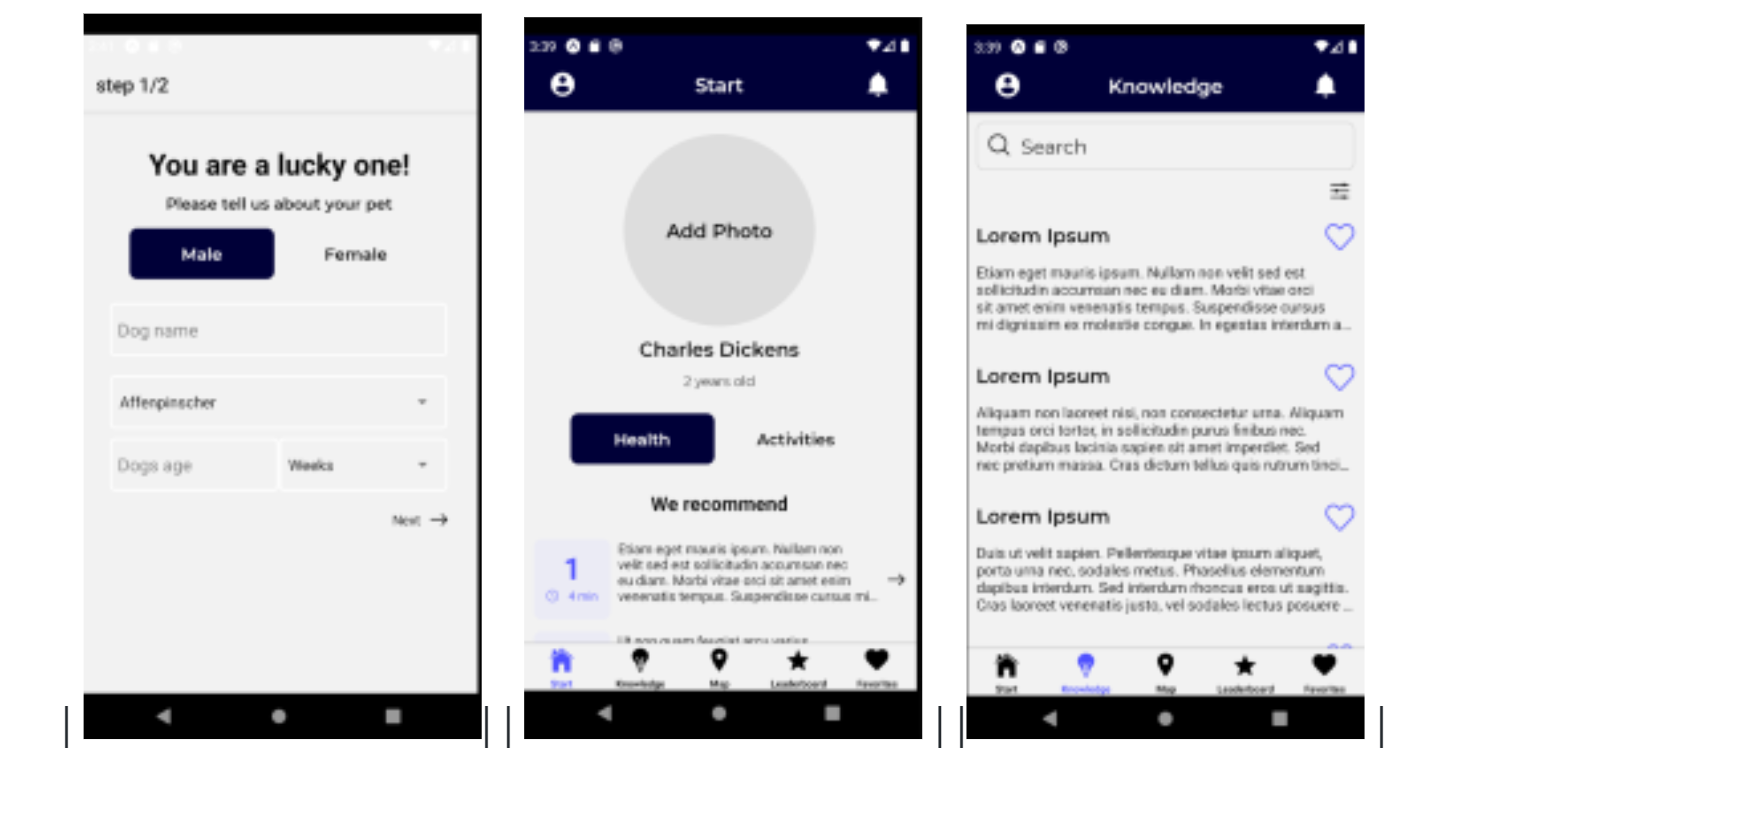 step 1/2
You are a lucky one!
Please tell us about your pet
Male
Female
Dog name
Affenpinscher
Dogs age
Weeks
Next →
3:39
Start
Add Photo
Charles Dickens
2 years old
Health
Activities
We recommend
1
4 min
Etiam eget mauris ipsum. Nullam non
velit sed est sollicitudin accumsan nec
eu diam. Morbi vitae orci sit amet enim
venenatis tempus. Suspendisse cursus mi...
→
Ut non quam feugiat arcu varius
Start
Knowledge
Map
Leaderboard
Favorites
3:39
Knowledge
Search
Lorem Ipsum
Etiam eget mauris ipsum. Nullam non velit sed est
sollicitudin accumsan nec eu diam. Morbi vitae orci
sit amet enim venenatis tempus. Suspendisse cursus
mi dignissim ex molestie congue. In egestas interdum a...
Lorem Ipsum
Aliquam non laoreet nisi, non consectetur urna. Aliquam
tempus orci tortor, in sollicitudin purus finibus nec.
Morbi dapibus lacinia sapien sit amet imperdiet. Sed
nec pretium massa. Cras dictum tellus quis rutrum tinci...
Lorem Ipsum
Duis ut velit sapien. Pellentesque vitae ipsum aliquet,
porta urna nec, sodales metus. Phasellus elementum
dapibus interdum. Sed interdum rhoncus eros ut sagittis.
Cras laoreet venenatis justo, vel sodales lectus posuere ...
Start
Knowledge
Map
Leaderboard
Favorites